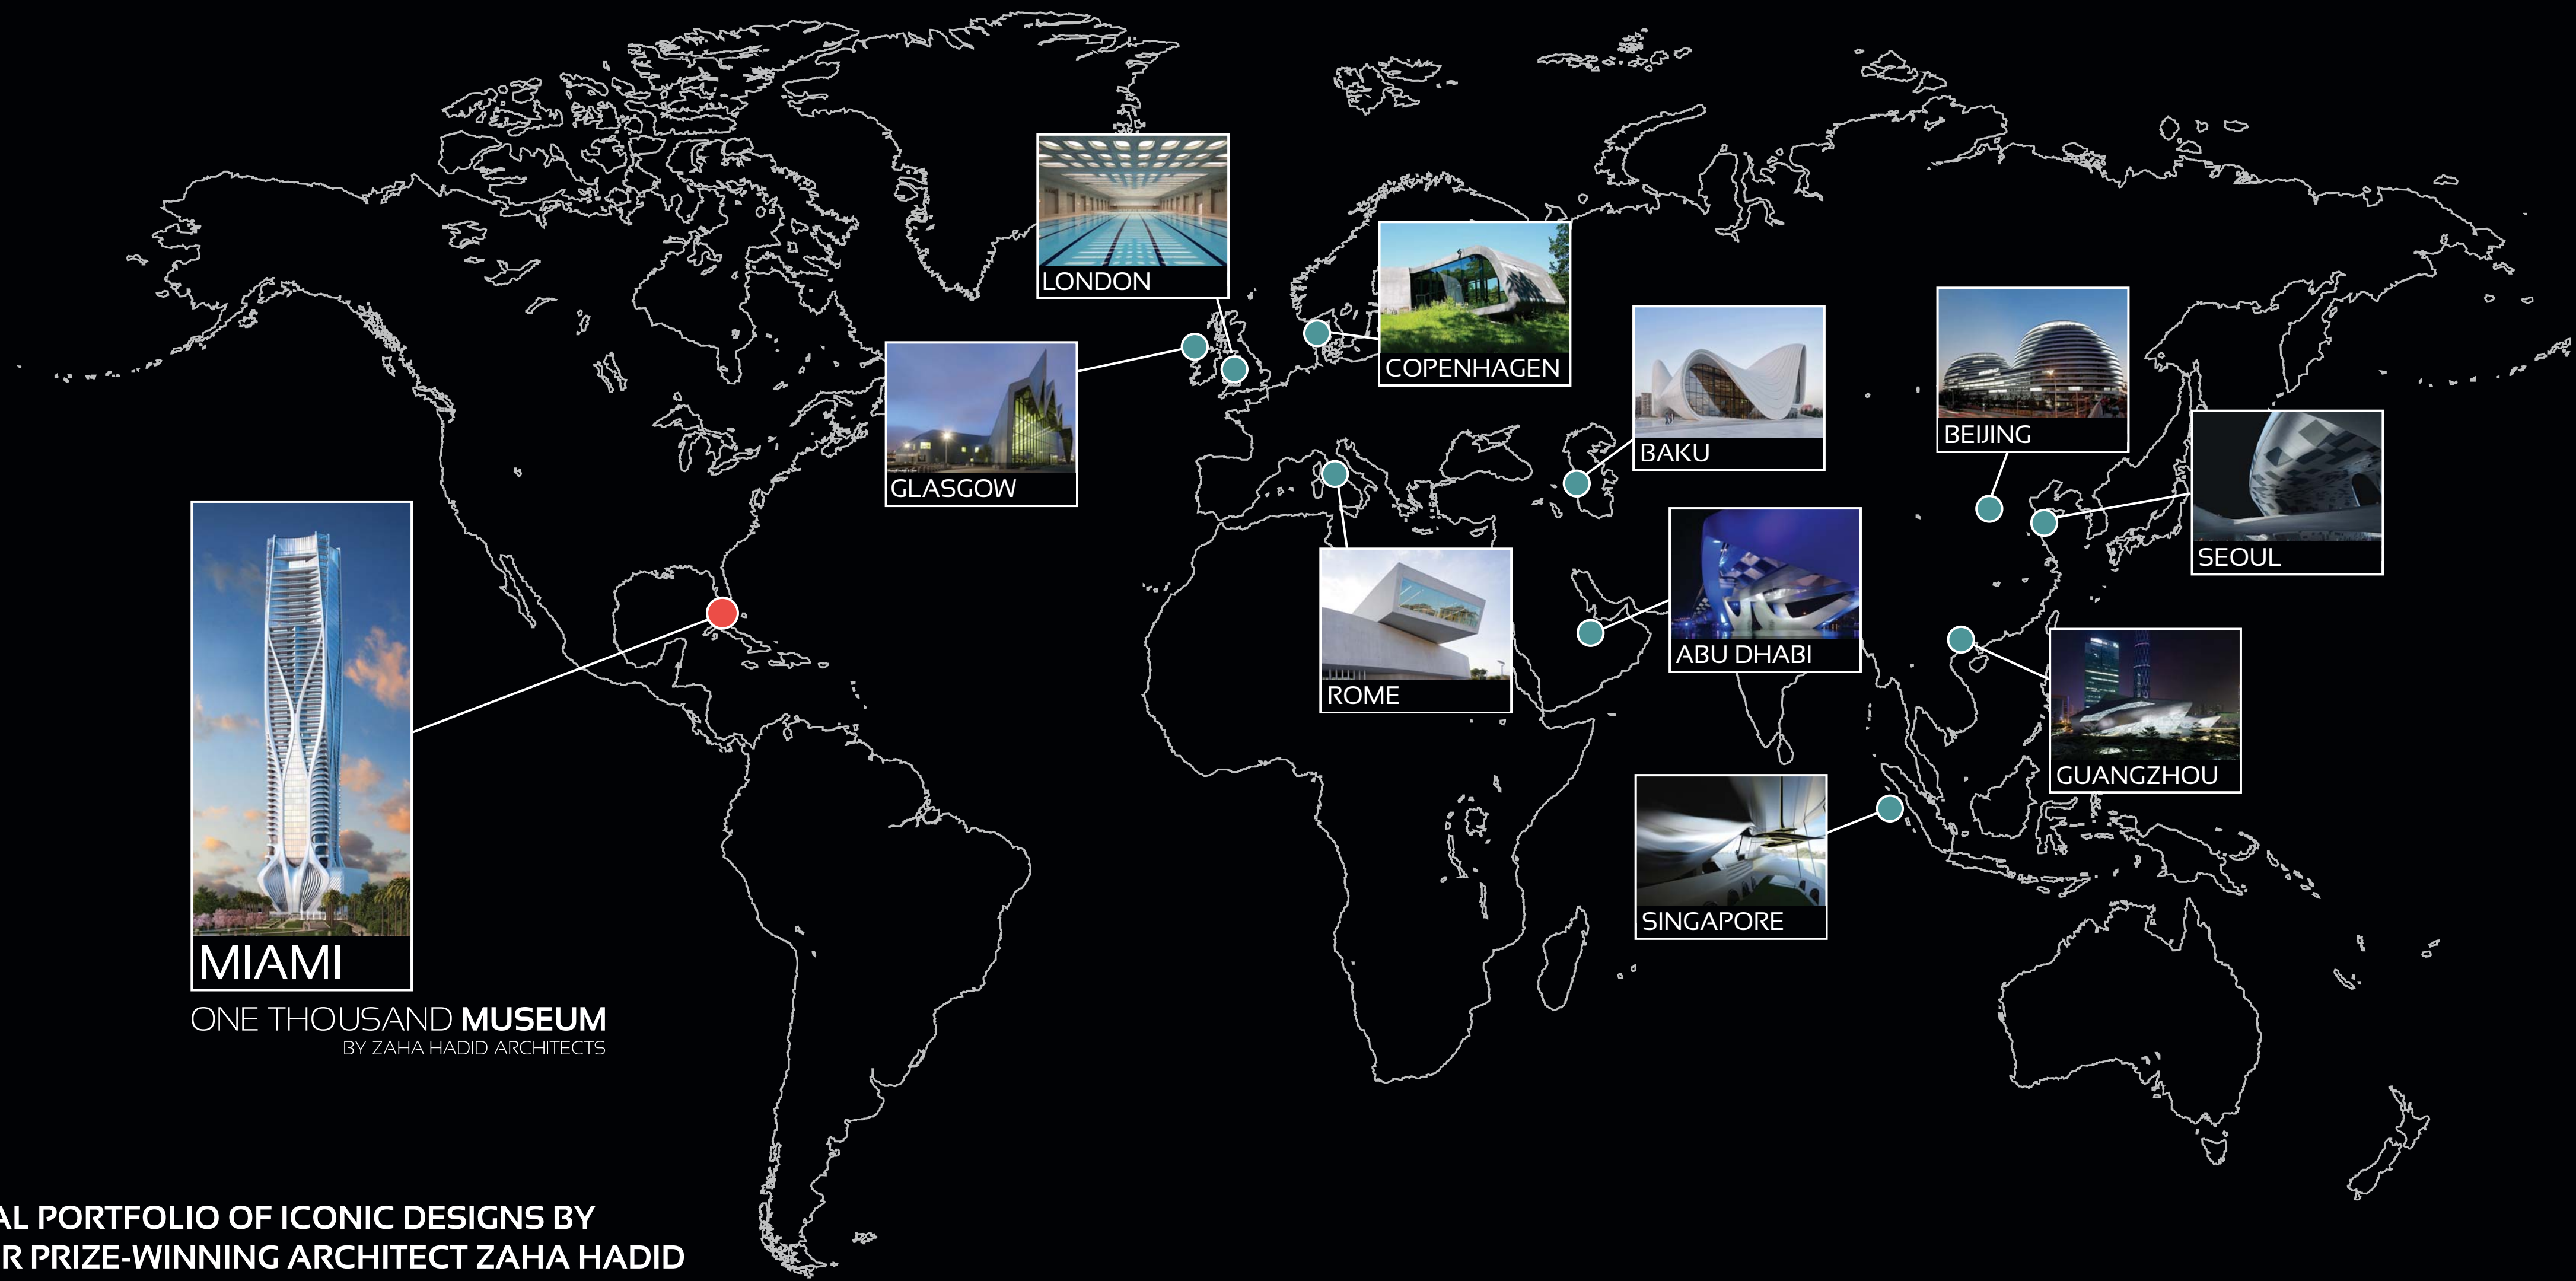 LONDON
COPENHAGEN
GLASGOW
BAKU
BEIJING
SEOUL
ROME
ABU DHABI
GUANGZHOU
SINGAPORE
MIAMI
ONE THOUSAND MUSEUM
BY ZAHA HADID ARCHITECTS
AL PORTFOLIO OF ICONIC DESIGNS BY
R PRIZE-WINNING ARCHITECT ZAHA HADID